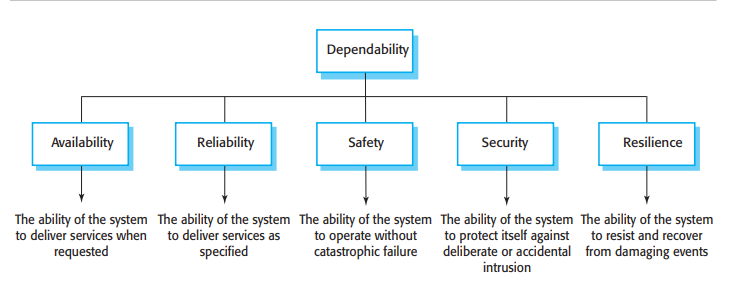 Dependability
Availability
Reliability
Safety
Security
Resilience
The ability of the system
to deliver services when
requested
The ability of the system
to deliver services as
specified
The ability of the system
to operate without
catastrophic failure
The ability of the system
to protect itself against
deliberate or accidental
intrusion
The ability of the system
to resist and recover
from damaging events